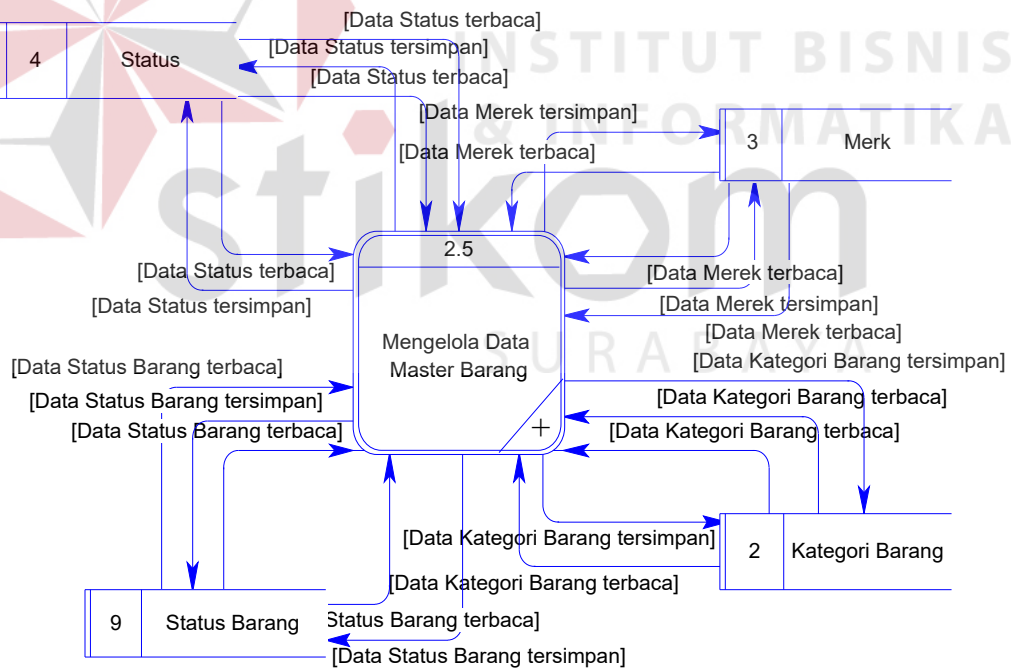 [Data Status terbaca]
INSTITUT BISNIS
[Data Status tersimpan]
4
Status
[Data Status terbaca]
[Data Merek tersimpan]
& INFORMATIKA
3
Merk
[Data Merek terbaca]
stikom
2.5
[Data Status terbaca]
[Data Merek terbaca]
[Data Status tersimpan]
[Data Merek tersimpan]
[Data Merek terbaca]
SURABAYA
Mengelola Data
Master Barang
[Data Status Barang terbaca]
[Data Kategori Barang tersimpan]
[Data Status Barang tersimpan]
[Data Kategori Barang terbaca]
[Data Status Barang terbaca]
[Data Kategori Barang terbaca]
+
[Data Kategori Barang tersimpan]
2
Kategori Barang
[Data Kategori Barang terbaca]
9
Status Barang
Status Barang terbaca]
[Data Status Barang tersimpan]